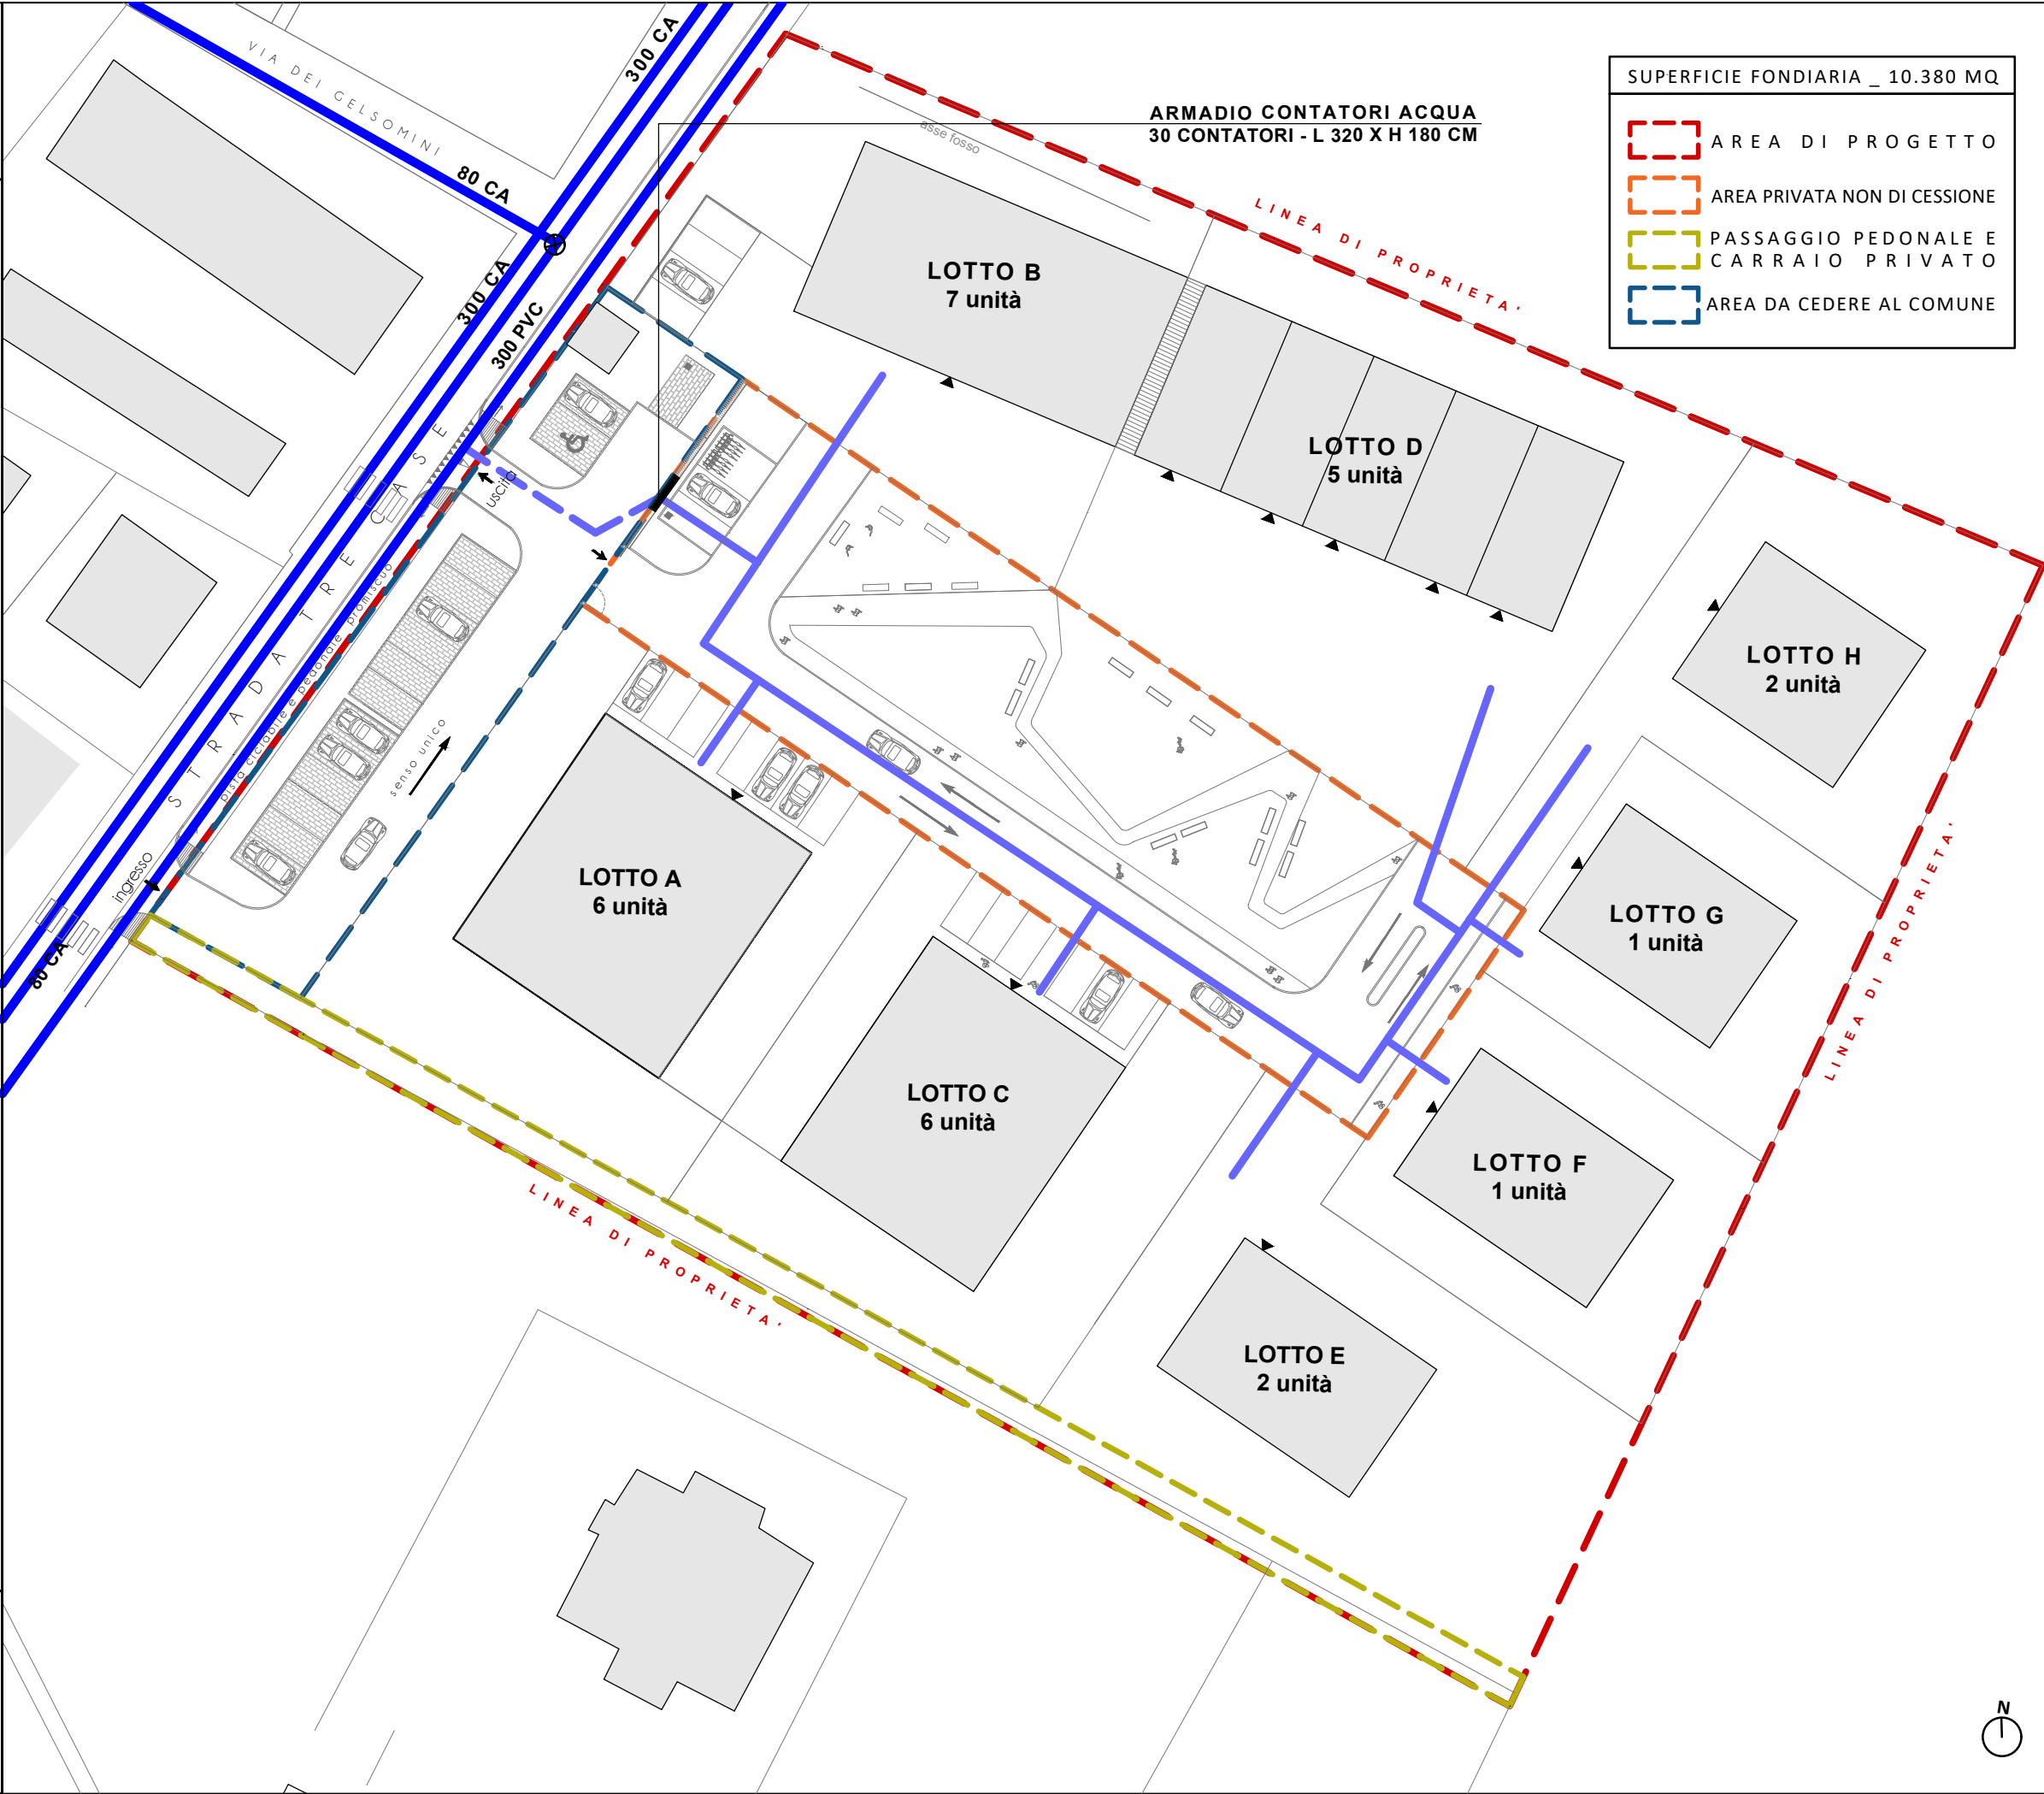 SUPERFICIE FONDIARIA _ 10.380 MQ
AREA DI PROGETTO
AREA PRIVATA NON DI CESSIONE
PASSAGGIO PEDONALE E
CARRAIO PRIVATO
AREA DA CEDERE AL COMUNE
ARMADIO CONTATORI ACQUA
30 CONTATORI - L 320 X H 180 CM
VIA DEI GELSOMINI
300 CA
80 CA
300 CA
300 PVC
asse fosso
LINEA DI PROPRIETA'
LOTTO B
7 unità
LOTTO D
5 unità
LOTTO H
2 unità
LOTTO G
1 unità
LOTTO F
1 unità
LOTTO E
2 unità
LOTTO C
6 unità
LOTTO A
6 unità
STRADA TRE CASE
uscita
pista ciclabile e pedonale promiscuo
senso unico
ingresso
80 CA
LINEA DI PROPRIETA'
LINEA DI PROPRIETA'
N